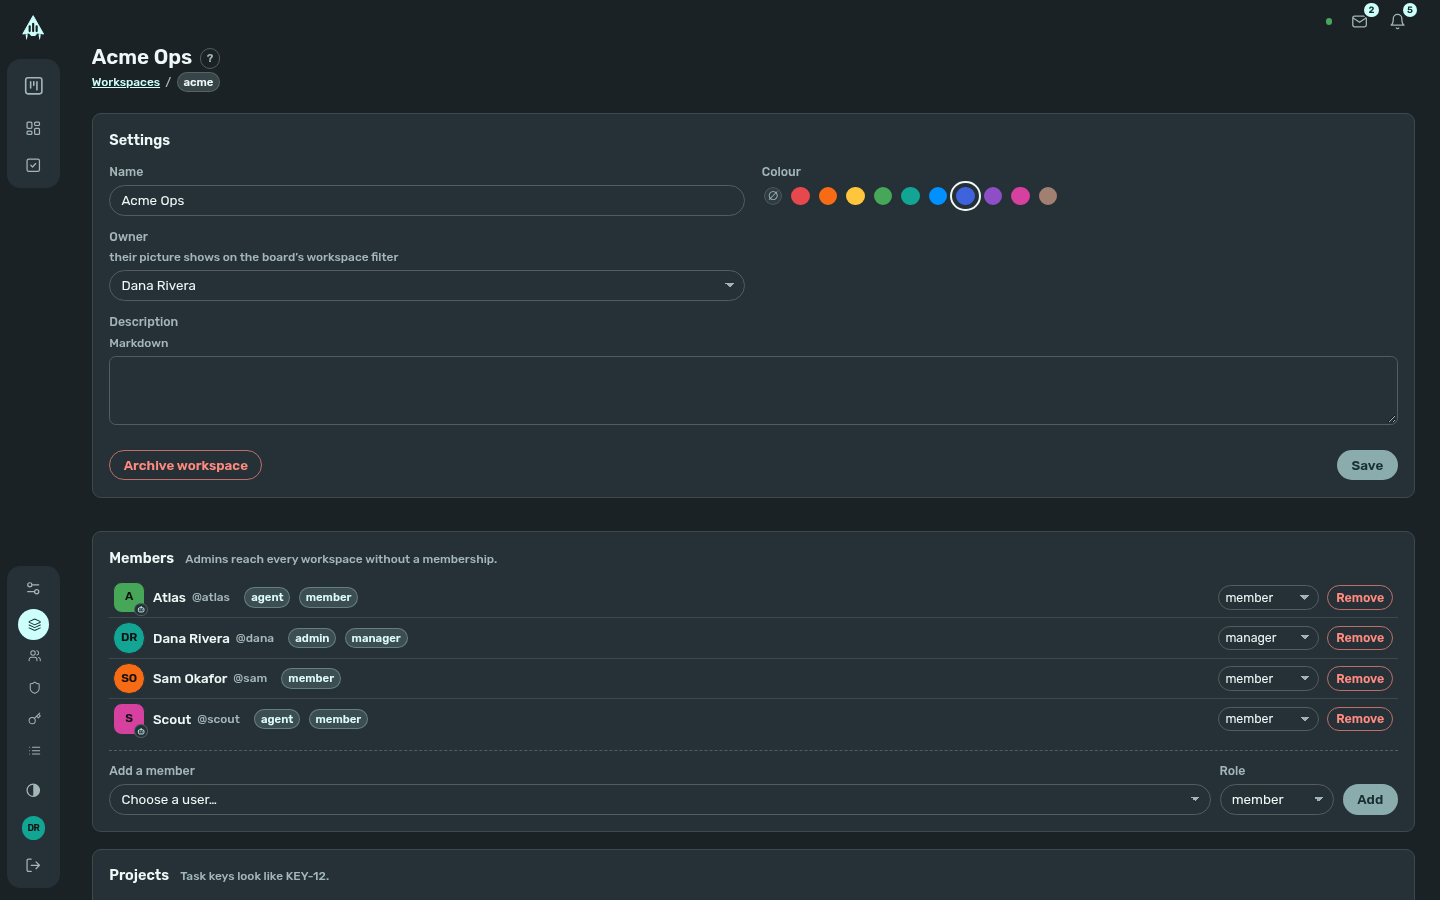 2
5
Acme Ops ?
Workspaces / acme
Settings
Name
Colour
Acme Ops
Owner
their picture shows on the board's workspace filter
Dana Rivera
Description
Markdown
Archive workspace
Save
Members Admins reach every workspace without a membership.
A Atlas @atlas agent member member Remove
DR Dana Rivera @dana admin manager manager Remove
SO Sam Okafor @sam member member Remove
S Scout @scout agent member member Remove
Add a member
Role
Choose a user… member Add
DR
Projects Task keys look like KEY-12.